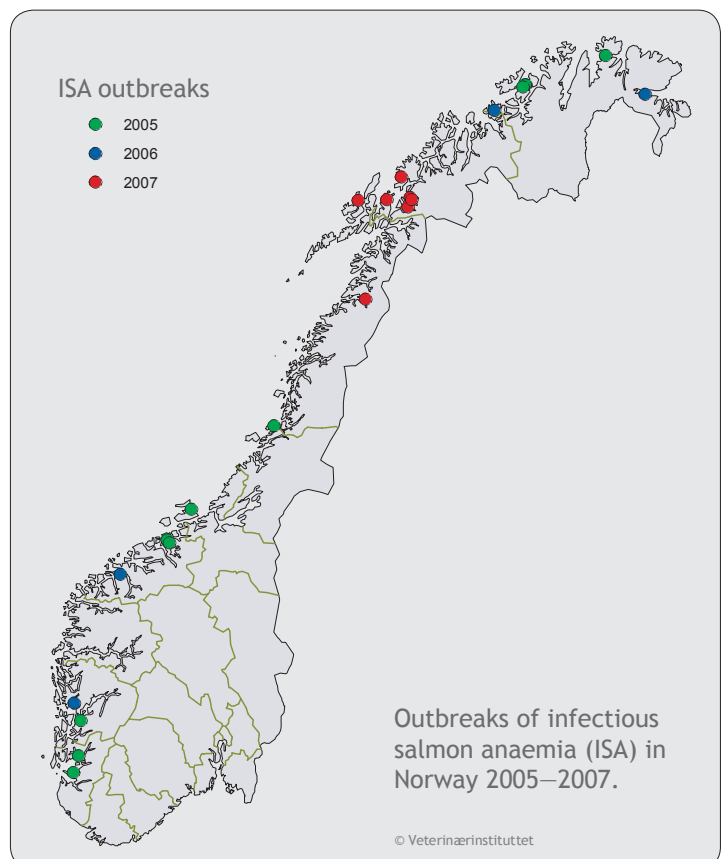 ISA outbreaks
2005
2006
2007
Outbreaks of infectious
salmon anaemia (ISA) in
Norway 2005—2007.
© Veterinærinstituttet